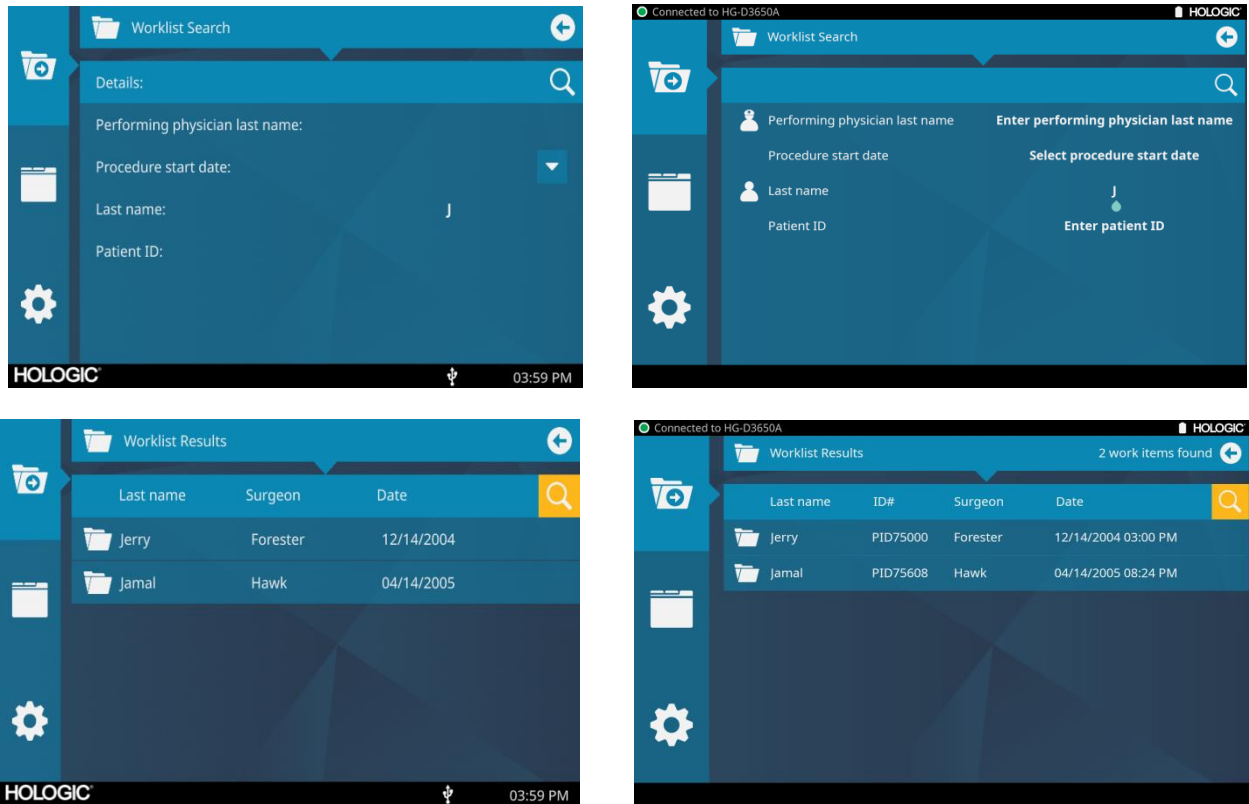 Worklist Search
Details:
Performing physician last name:
Procedure start date:
Last name: J
Patient ID:
HOLOGIC 03:59 PM
Connected to HG-D3650A HOLOGIC
Worklist Search
Performing physician last name Enter performing physician last name
Procedure start date Select procedure start date
Last name J
Patient ID Enter patient ID
Worklist Results
Last name Surgeon Date
Jerry Forester 12/14/2004
Jamal Hawk 04/14/2005
HOLOGIC 03:59 PM
Connected to HG-D3650A HOLOGIC
Worklist Results 2 work items found
Last name ID# Surgeon Date
Jerry PID75000 Forester 12/14/2004 03:00 PM
Jamal PID75608 Hawk 04/14/2005 08:24 PM